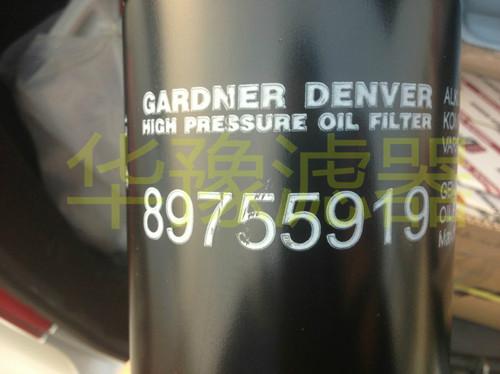 GARDNER DENVER
HIGH PRESSURE OIL FILTER
89755919
华豫滤器